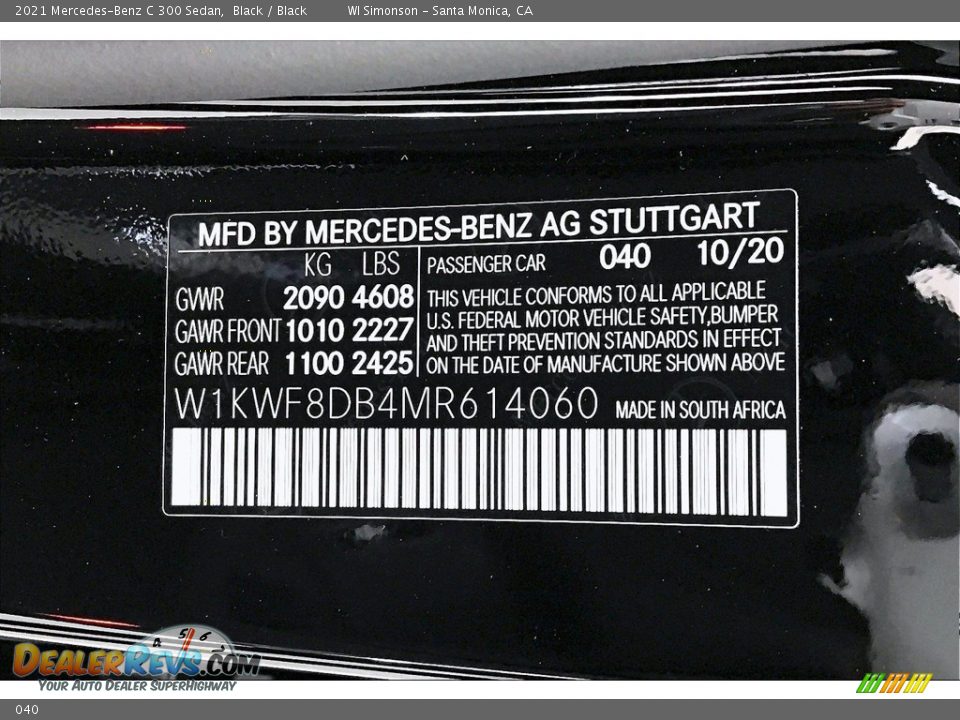 2021 Mercedes-Benz C 300 Sedan, Black / Black WI Simonson - Santa Monica, CA
MFD BY MERCEDES-BENZ AG STUTTGART
KG LBS PASSENGER CAR 040 10/20
GVWR 2090 4608
GAWR FRONT 1010 2227
GAWR REAR 1100 2425
THIS VEHICLE CONFORMS TO ALL APPLICABLE
U.S. FEDERAL MOTOR VEHICLE SAFETY,BUMPER
AND THEFT PREVENTION STANDARDS IN EFFECT
ON THE DATE OF MANUFACTURE SHOWN ABOVE
W1KWF8DB4MR614060 MADE IN SOUTH AFRICA
4 5 6
DealerRevs.com
Your Auto Dealer SuperHighway
040